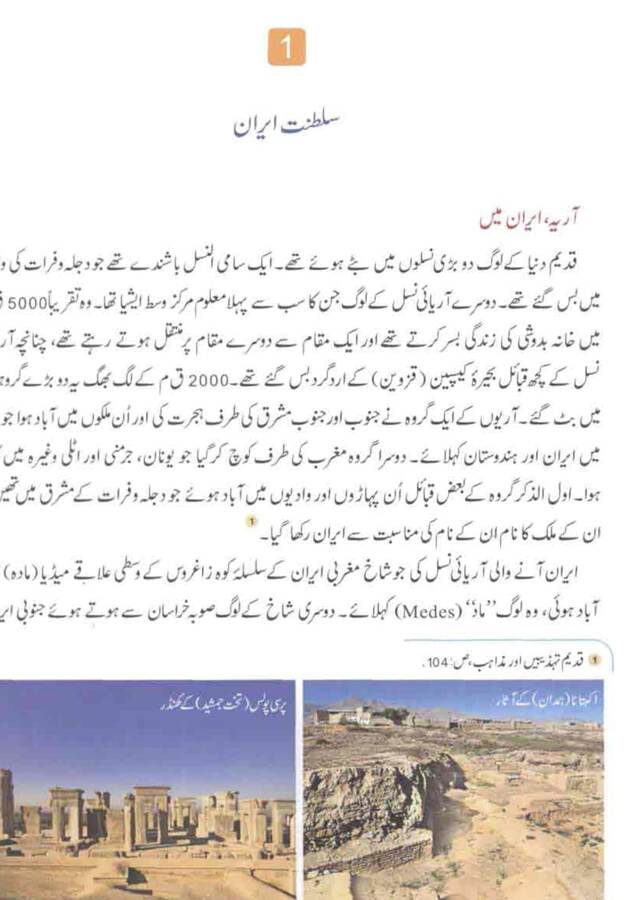 1
سلطنت ایران
آریہ، ایران میں
قدیم دنیا کے لوگ دو بڑی نسلوں میں بٹے ہوئے تھے۔ ایک سامی النسل باشندے تھے جو دجلہ و فرات کی
میں بس گئے تھے۔ دوسرے آریائی نسل کے لوگ جن کا سب سے پہلا معلوم مرکز وسط ایشیا تھا۔ وہ تقریباً 5000
میں خانہ بدوشی کی زندگی بسر کرتے تھے اور ایک مقام سے دوسرے مقام پر منتقل ہوتے رہتے تھے، چنانچہ آر
نسل کے کچھ قبائل بحیرۂ کیسپین (قزوین) کے اردگرد بس گئے تھے۔ 2000 ق م کے لگ بھگ یہ دو بڑے گروہ
میں بٹ گئے۔ آریوں کے ایک گروہ نے جنوب اور جنوب مشرق کی طرف ہجرت کی اور اُن ملکوں میں آباد ہوا جو
میں ایران اور ہندوستان کہلائے۔ دوسرا گروہ مغرب کی طرف کوچ کر گیا جو یونان، جرمنی اور اٹلی وغیرہ میں
ہوا۔ اول الذکر گروہ کے بعض قبائل اُن پہاڑوں اور وادیوں میں آباد ہوئے جو دجلہ و فرات کے مشرق میں تھیں
ان کے ملک کا نام ان کے نام کی مناسبت سے ایران رکھا گیا۔ 1
ایران آنے والی آریائی نسل کی جو شاخ مغربی ایران کے سلسلۂ کوہ زاغروس کے وسطی علاقے میڈیا (مادہ)
آباد ہوئی، وہ لوگ ’’ماد‘‘ (Medes) کہلائے۔ دوسری شاخ کے لوگ صوبہ خراسان سے ہوتے ہوئے جنوبی ایر
1 قدیم تہذیبیں اور مذاہب، ص: 104.
اکبتانا (ہمدان) کے آثار
پرسی پولس (تخت جمشید) کے کھنڈر